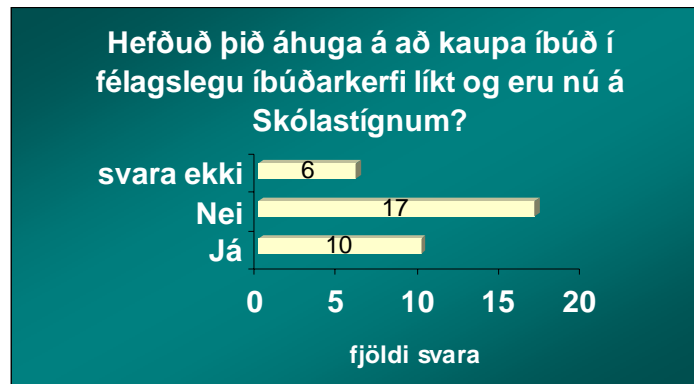 Hefðuð þið áhuga á að kaupa íbúð í
félagslegu íbúðarkerfi líkt og eru nú á
Skólastígnum?
svara ekki
6
Nei
17
Já
10
0 5 10 15 20
fjöldi svara